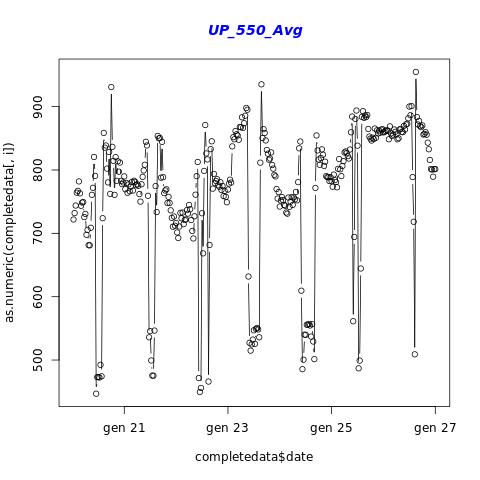 UP_550_Avg
as.numeric(completedata[, i])
900
800
700
600
500
gen 21
gen 23
gen 25
gen 27
completedata$date